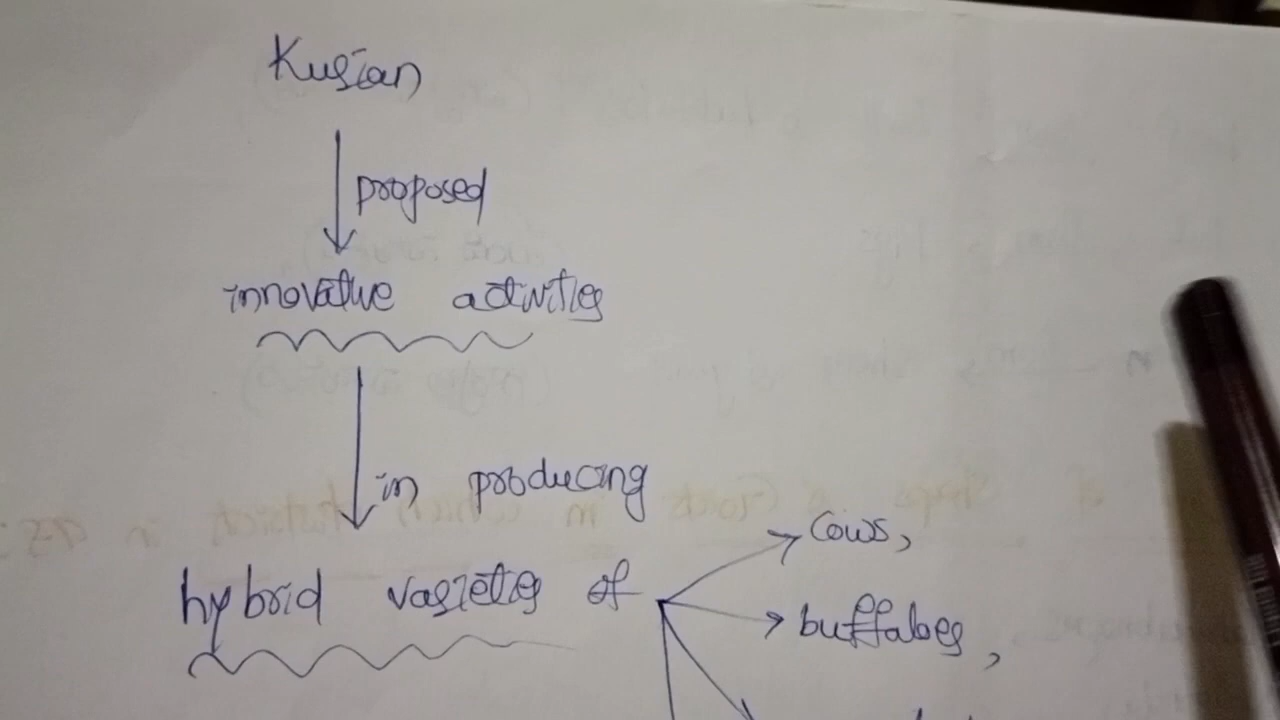 Kurian
proposed
innovative activities
in producing
hybrid varieties of
cows,
buffaloes,